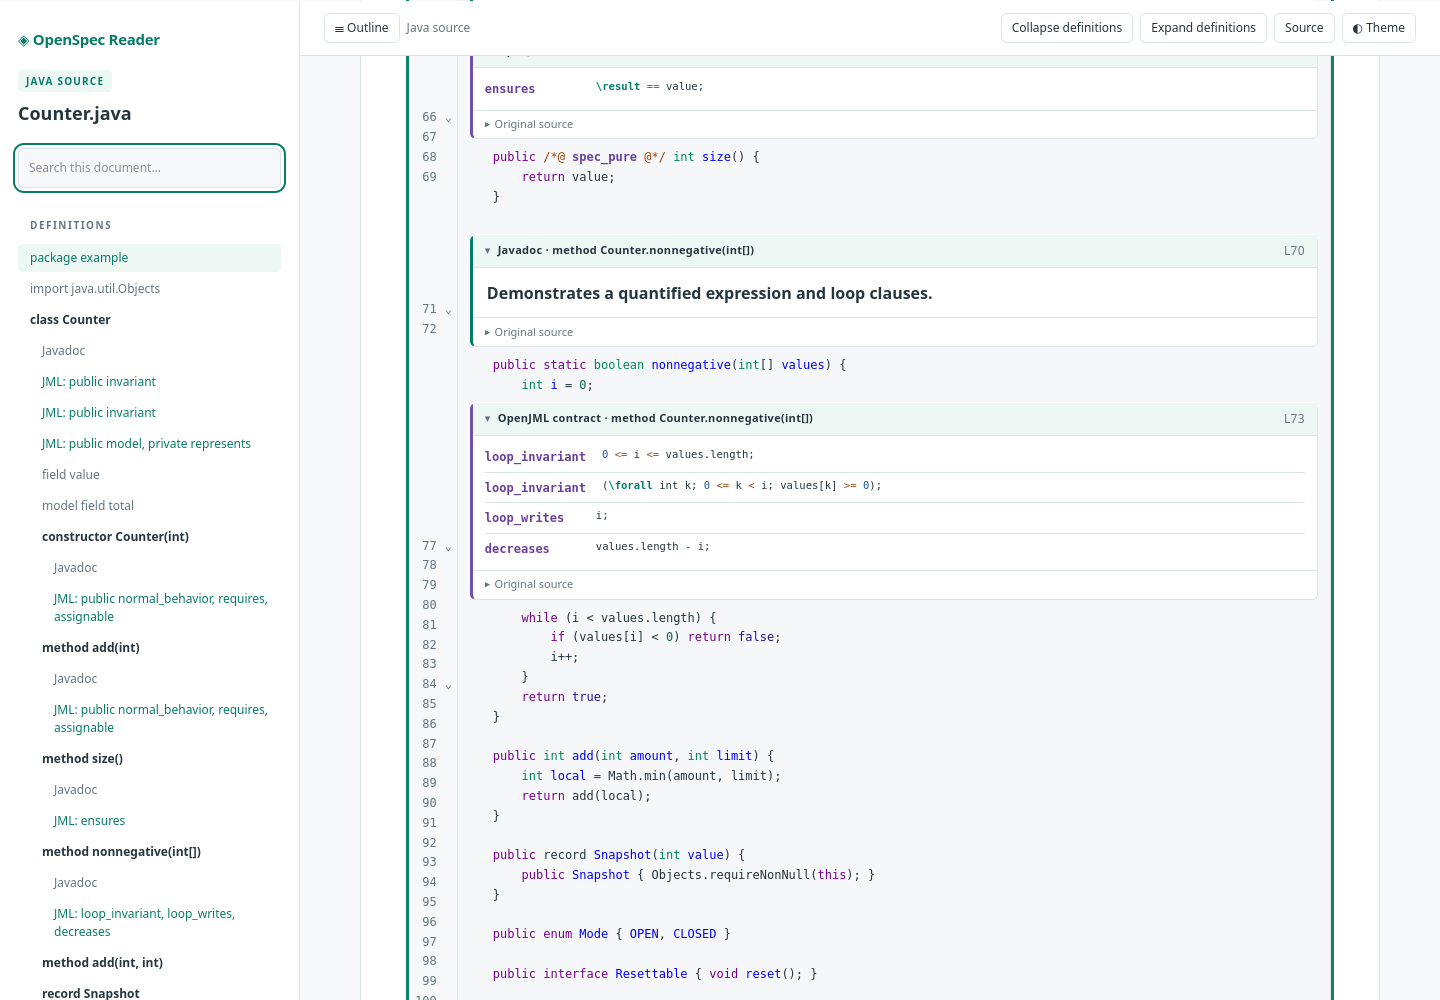 ◈ OpenSpec Reader
JAVA SOURCE
Counter.java
Search this document...
DEFINITIONS
package example
import java.util.Objects
class Counter
Javadoc
JML: public invariant
JML: public invariant
JML: public model, private represents
field value
model field total
constructor Counter(int)
Javadoc
JML: public normal_behavior, requires,
assignable
method add(int)
Javadoc
JML: public normal_behavior, requires,
assignable
method size()
Javadoc
JML: ensures
method nonnegative(int[])
Javadoc
JML: loop_invariant, loop_writes,
decreases
method add(int, int)
record Snapshot
≡ Outline Java source Collapse definitions Expand definitions Source ◐ Theme
ensures \result == value;
▸ Original source
66 ⌄
67
68
69
public /*@ spec_pure @*/ int size() {
return value;
}
▾ Javadoc · method Counter.nonnegative(int[]) L70
Demonstrates a quantified expression and loop clauses.
▸ Original source
71 ⌄
72
public static boolean nonnegative(int[] values) {
int i = 0;
▾ OpenJML contract · method Counter.nonnegative(int[]) L73
loop_invariant 0 <= i <= values.length;
loop_invariant (\forall int k; 0 <= k < i; values[k] >= 0);
loop_writes i;
decreases values.length - i;
▸ Original source
77 ⌄
78
79
80
81
82
83
84 ⌄
85
86
87
88
89
90
91
92
93
94
95
96
97
98
99
100
while (i < values.length) {
if (values[i] < 0) return false;
i++;
}
return true;
}
public int add(int amount, int limit) {
int local = Math.min(amount, limit);
return add(local);
}
public record Snapshot(int value) {
public Snapshot { Objects.requireNonNull(this); }
}
public enum Mode { OPEN, CLOSED }
public interface Resettable { void reset(); }